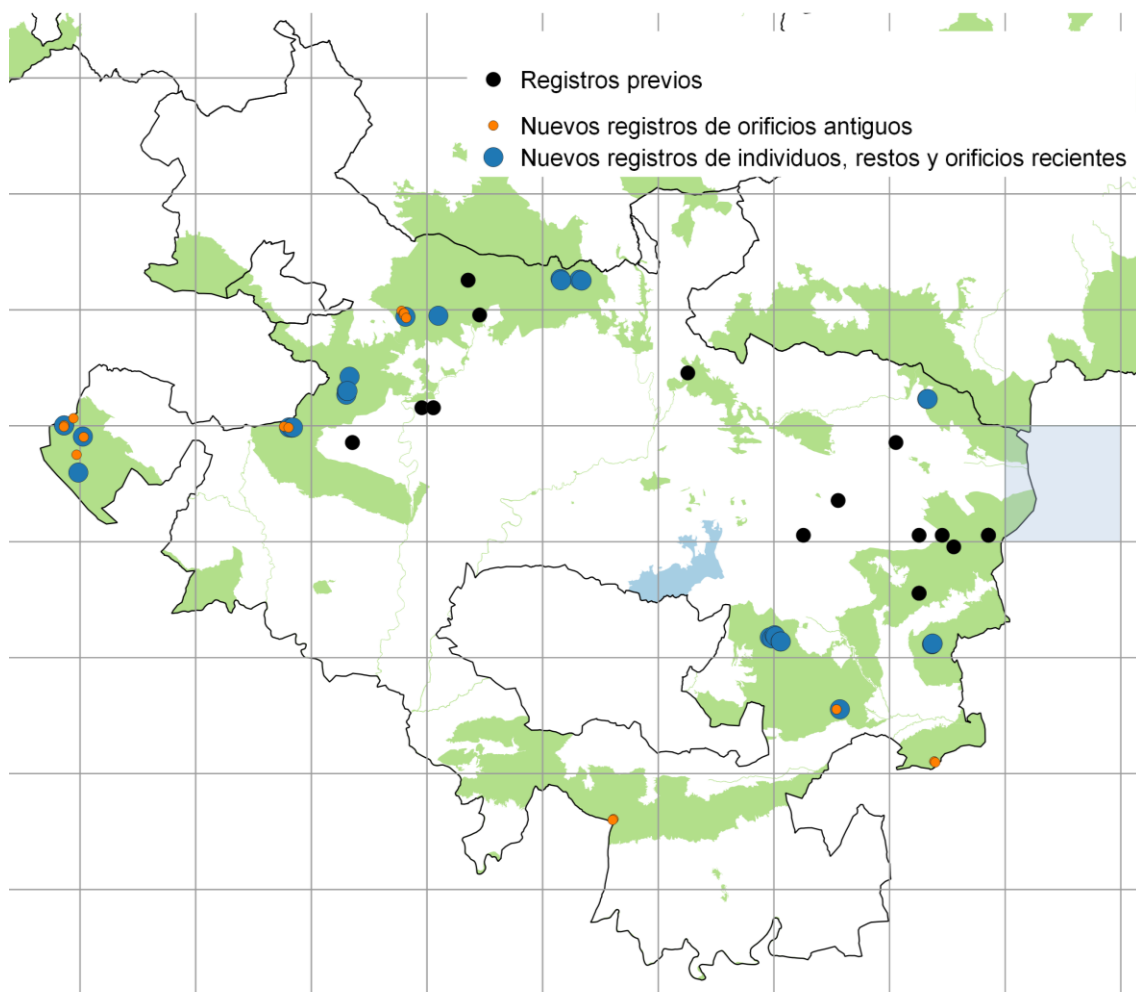 Registros previos
Nuevos registros de orificios antiguos
Nuevos registros de individuos, restos y orificios recientes